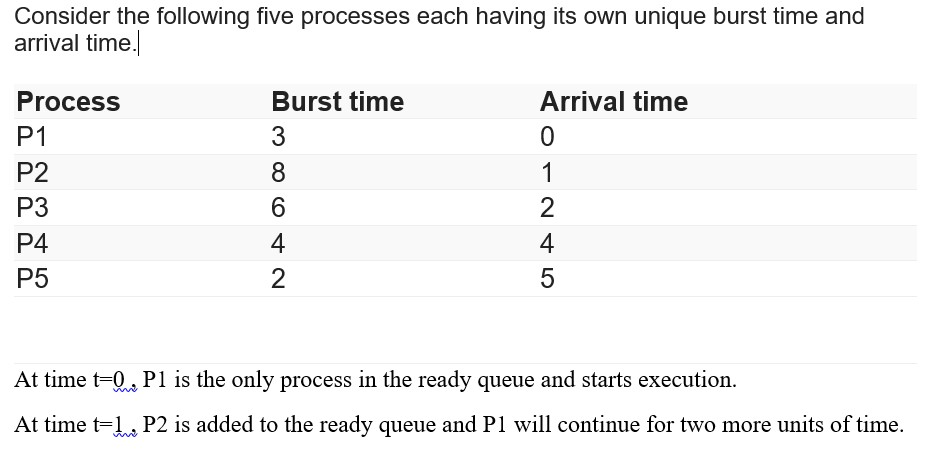 Consider the following five processes each having its own unique burst time and
arrival time.
Process Burst time Arrival time
P1 3 0
P2 8 1
P3 6 2
P4 4 4
P5 2 5
At time t=0 , P1 is the only process in the ready queue and starts execution.
At time t=1 , P2 is added to the ready queue and P1 will continue for two more units of time.